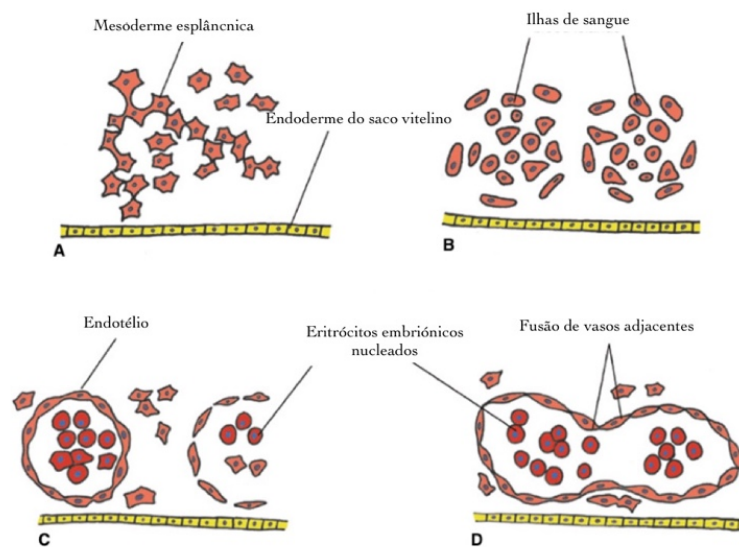 Mesoderme esplâncnica
Ilhas de sangue
Endoderme do saco vitelino
A
B
Endotélio
Eritrócitos embriónicos
nucleados
Fusão de vasos adjacentes
C
D